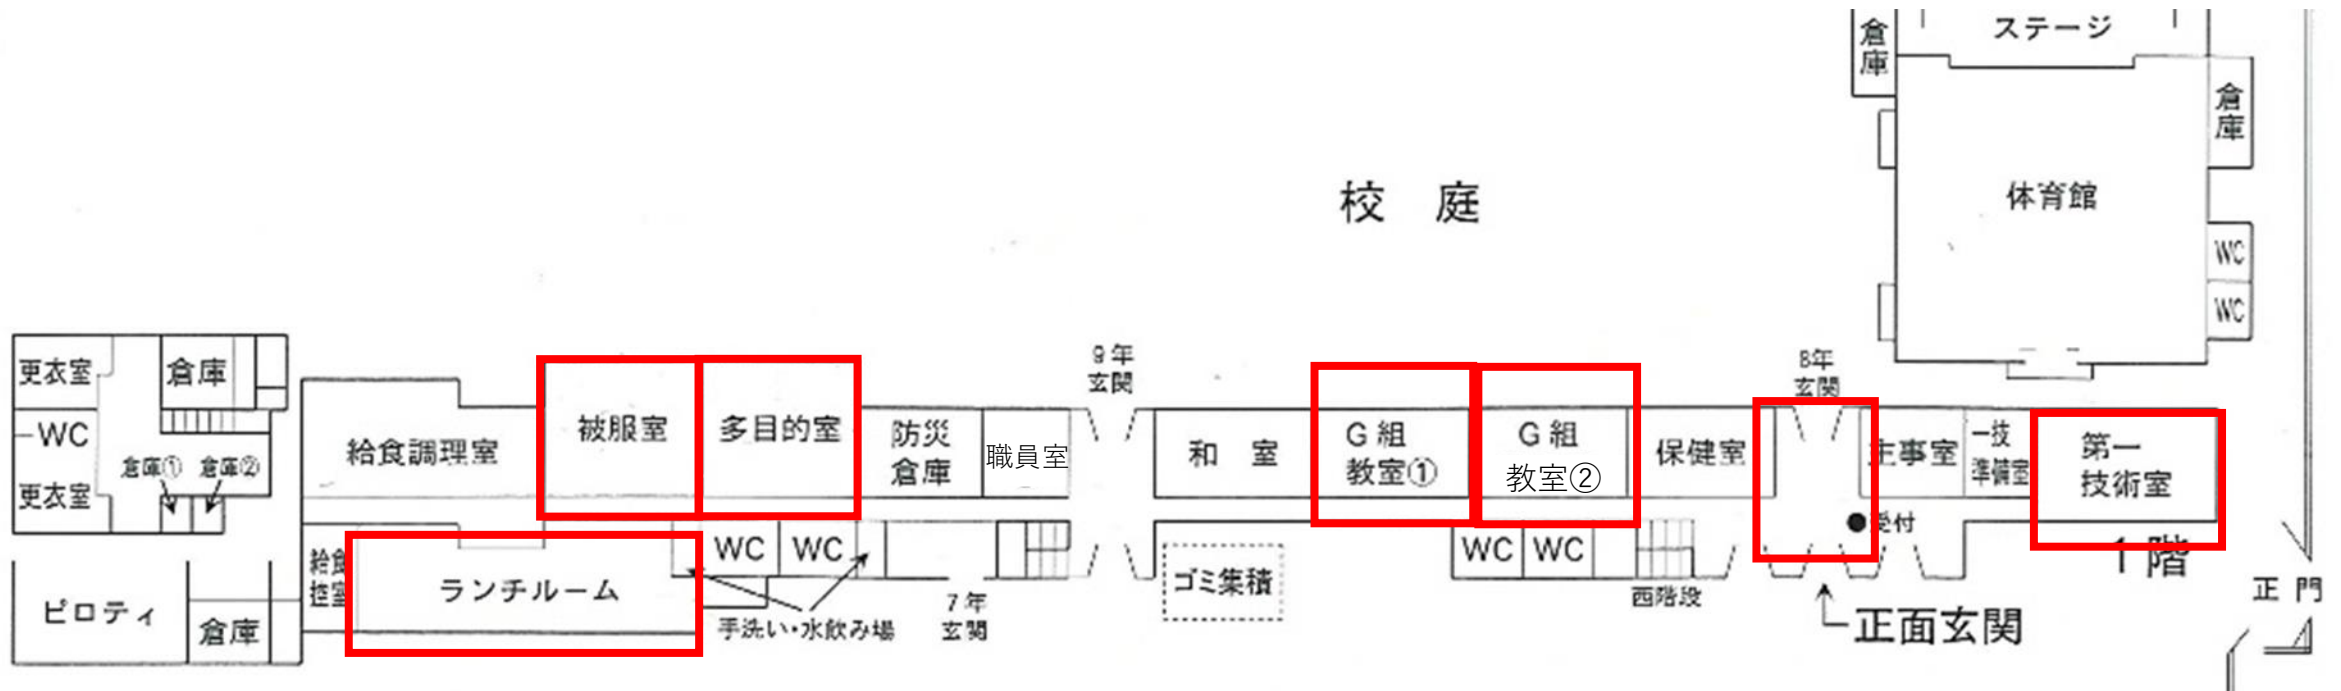 ステージ
倉庫
倉庫
体育館
WC
WC
校 庭
9年
玄関
8年
玄関
更衣室
倉庫
WC
倉庫①
倉庫②
更衣室
給食調理室
被服室
多目的室
防災
倉庫
職員室
和 室
G組
教室①
G組
教室②
保健室
主事室
一技
準備室
第一
技術室
受付
給食
控室
ランチルーム
WC
WC
手洗い・水飲み場
7年
玄関
ゴミ集積
WC
WC
西階段
正面玄関
1階
正 門
ピロティ
倉庫